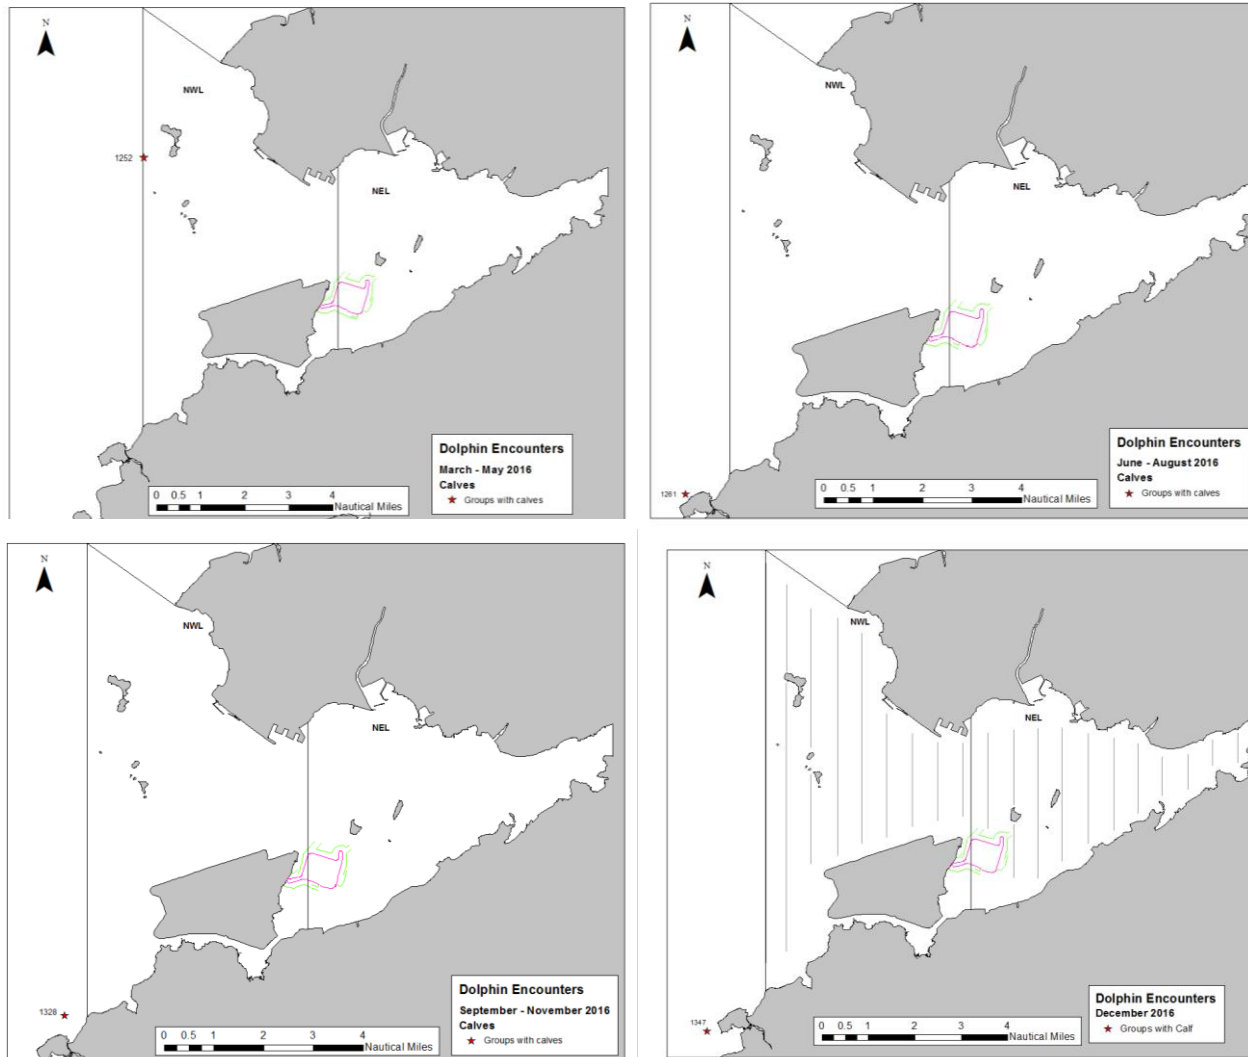 N
NWL
1252
NEL
Dolphin Encounters
March - May 2016
Calves
Groups with calves
0 0.5 1 2 3 4
Nautical Miles
N
NWL
NEL
1261
Dolphin Encounters
June - August 2016
Calves
Groups with calves
0 0.5 1 2 3 4
Nautical Miles
N
NWL
NEL
1328
Dolphin Encounters
September - November 2016
Calves
Groups with calves
0 0.5 1 2 3 4
Nautical Miles
N
NWL
NEL
1347
Dolphin Encounters
December 2016
Groups with Calf
0 0.5 1 2 3 4
Nautical Miles